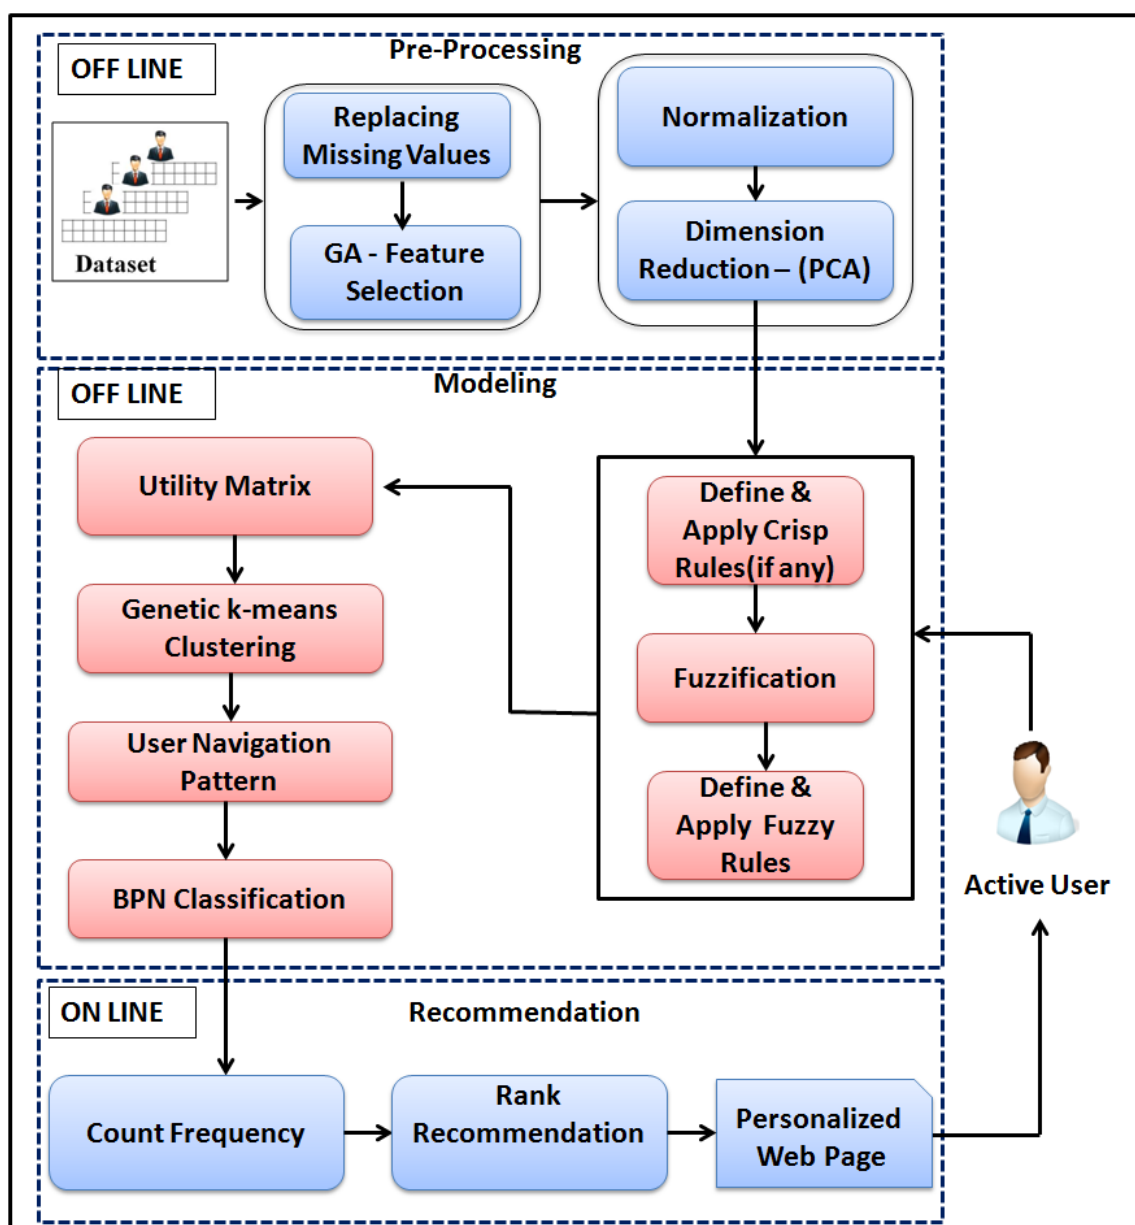 Pre-Processing
OFF LINE
Dataset
Replacing
Missing Values
GA - Feature
Selection
Normalization
Dimension
Reduction – (PCA)
OFF LINE
Modeling
Define &
Apply Crisp
Rules(if any)
Fuzzification
Define &
Apply Fuzzy
Rules
Utility Matrix
Genetic k-means
Clustering
User Navigation
Pattern
BPN Classification
Active User
ON LINE
Recommendation
Count Frequency
Rank
Recommendation
Personalized
Web Page